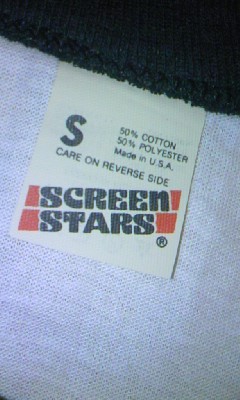 S
50% COTTON
50% POLYESTER
Made in U.S.A.
CARE ON REVERSE SIDE
SCREEN
STARS
®